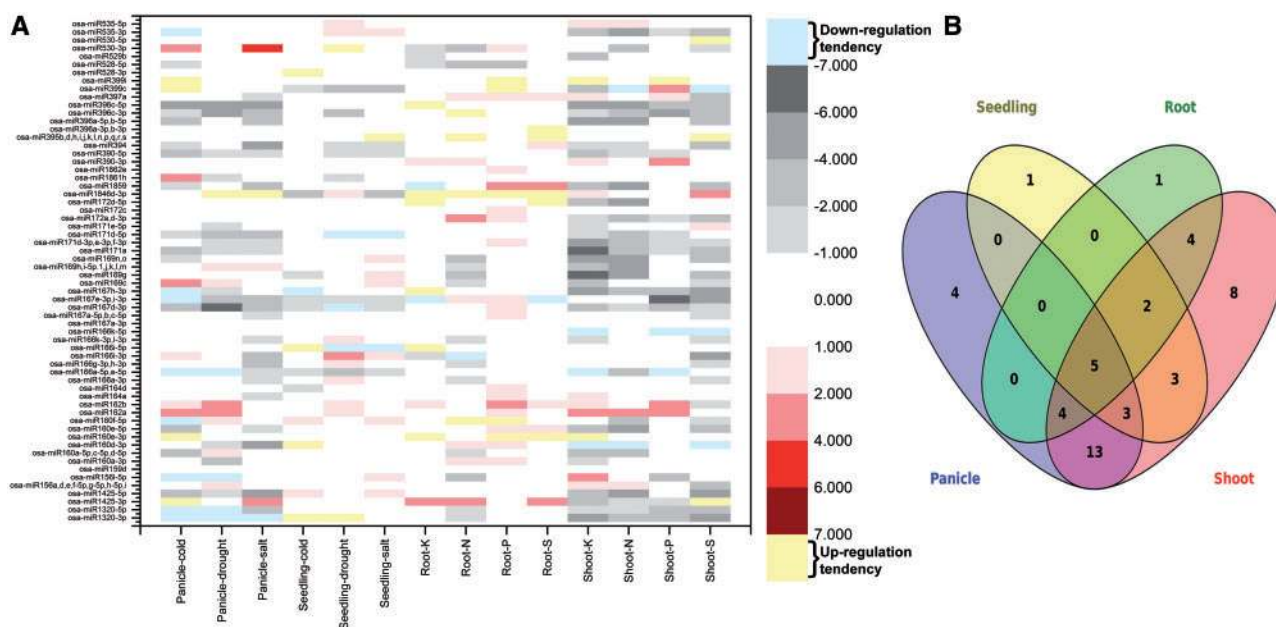 A
osa-miR535-5p
osa-miR535-3p
osa-miR530-5p
osa-miR530-3p
osa-miR529b
osa-miR528-5p
osa-miR528-3p
osa-miR399i
osa-miR399c
osa-miR397a
osa-miR396c-5p
osa-miR396c-3p
osa-miR396a-5p,b-5p
osa-miR396a-3p,b-3p
osa-miR395b,d,h,i,j,k,l,n,p,q,r,s
osa-miR394
osa-miR390-5p
osa-miR390-3p
osa-miR1862e
osa-miR1861h
osa-miR1859
osa-miR1846d-3p
osa-miR172d-5p
osa-miR172c
osa-miR172a,d-3p
osa-miR171e-5p
osa-miR171d-5p
osa-miR171d-3p,e-3p,f-3p
osa-miR171a
osa-miR169n,o
osa-miR169h,i-5p.1,j,k,l,m
osa-miR169g
osa-miR169c
osa-miR167h-3p
osa-miR167e-3p,i-3p
osa-miR167d-3p
osa-miR167a-5p,b,c-5p
osa-miR167a-3p
osa-miR166k-5p
osa-miR166k-3p,l-3p
osa-miR166i-5p
osa-miR166i-3p
osa-miR166g-3p,h-3p
osa-miR166a-5p,e-5p
osa-miR166a-3p
osa-miR164d
osa-miR164a
osa-miR162b
osa-miR162a
osa-miR160f-5p
osa-miR160e-5p
osa-miR160e-3p
osa-miR160d-3p
osa-miR160a-5p,c-5p,d-5p
osa-miR160a-3p
osa-miR159d
osa-miR156l-5p
osa-miR156a,d,e,f-5p,g-5p,h-5p,i
osa-miR1425-5p
osa-miR1425-3p
osa-miR1320-5p
osa-miR1320-3p
Panicle-cold
Panicle-drought
Panicle-salt
Seedling-cold
Seedling-drought
Seedling-salt
Root-K
Root-N
Root-P
Root-S
Shoot-K
Shoot-N
Shoot-P
Shoot-S
Down-regulation
tendency
-7.000
-6.000
-4.000
-2.000
-1.000
0.000
1.000
2.000
4.000
6.000
7.000
Up-regulation
tendency
B
Seedling
Root
1
1
0
0
4
4
0
2
8
5
0
3
4
3
13
Panicle
Shoot